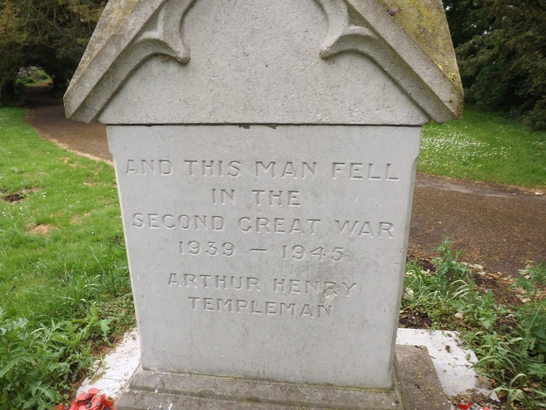 AND THIS MAN FELL
IN THE
SECOND GREAT WAR
1939 – 1945
ARTHUR HENRY
TEMPLEMAN